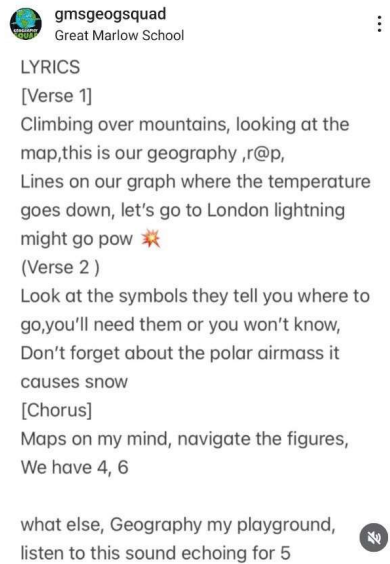 gmsgeogsquad
Great Marlow School
LYRICS
[Verse 1]
Climbing over mountains, looking at the
map,this is our geography ,r@p,
Lines on our graph where the temperature
goes down, let's go to London lightning
might go pow 💥
(Verse 2 )
Look at the symbols they tell you where to
go,you'll need them or you won't know,
Don't forget about the polar airmass it
causes snow
[Chorus]
Maps on my mind, navigate the figures,
We have 4, 6
what else, Geography my playground,
listen to this sound echoing for 5